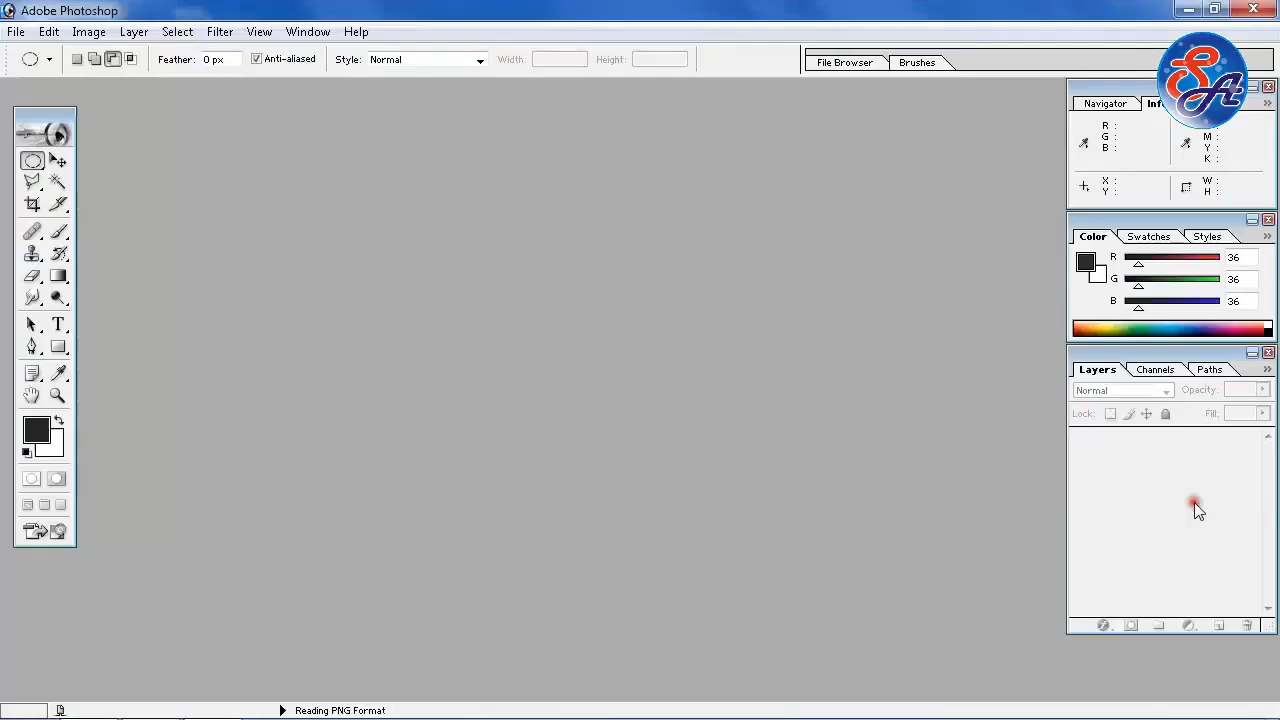 Adobe Photoshop
File Edit Image Layer Select Filter View Window Help
Feather: 0 px Anti-aliased Style: Normal Width: Height: File Browser Brushes
SA
Navigator Inf
R : M :
G : Y :
B : K :
X : W :
Y : H :
Color Swatches Styles
R 36
G 36
B 36
Layers Channels Paths
Normal Opacity:
Lock: Fill:
T
Reading PNG Format